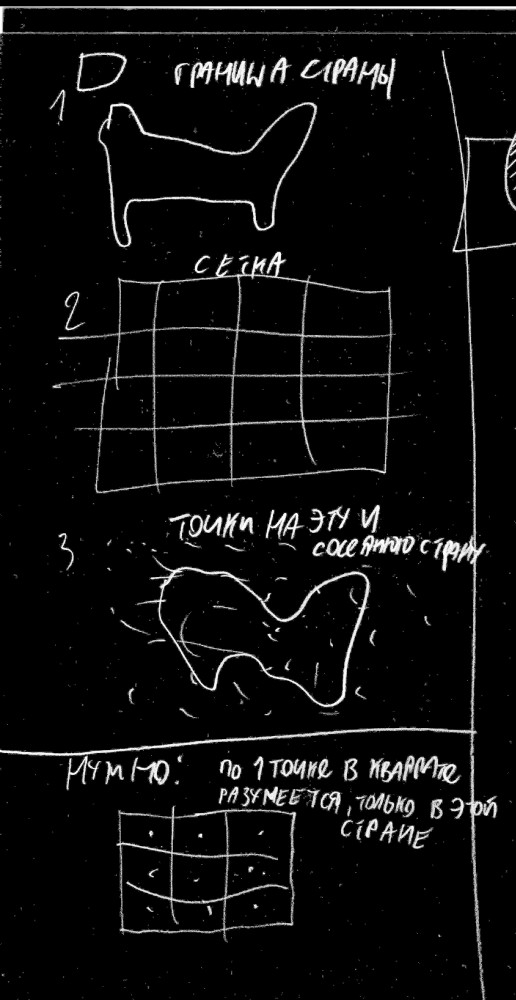 1
ГРАНИЦА СТРАНЫ
СЕТКА
2
ТОЧКИ НА ЭТУ И
СОСЕДНЮЮ СТРАНУ
3
НУЖНО:
ПО 1 ТОЧКЕ В КВАДРАТЕ
РАЗУМЕЕТСЯ, ТОЛЬКО В ЭТОЙ
СТРАНЕ